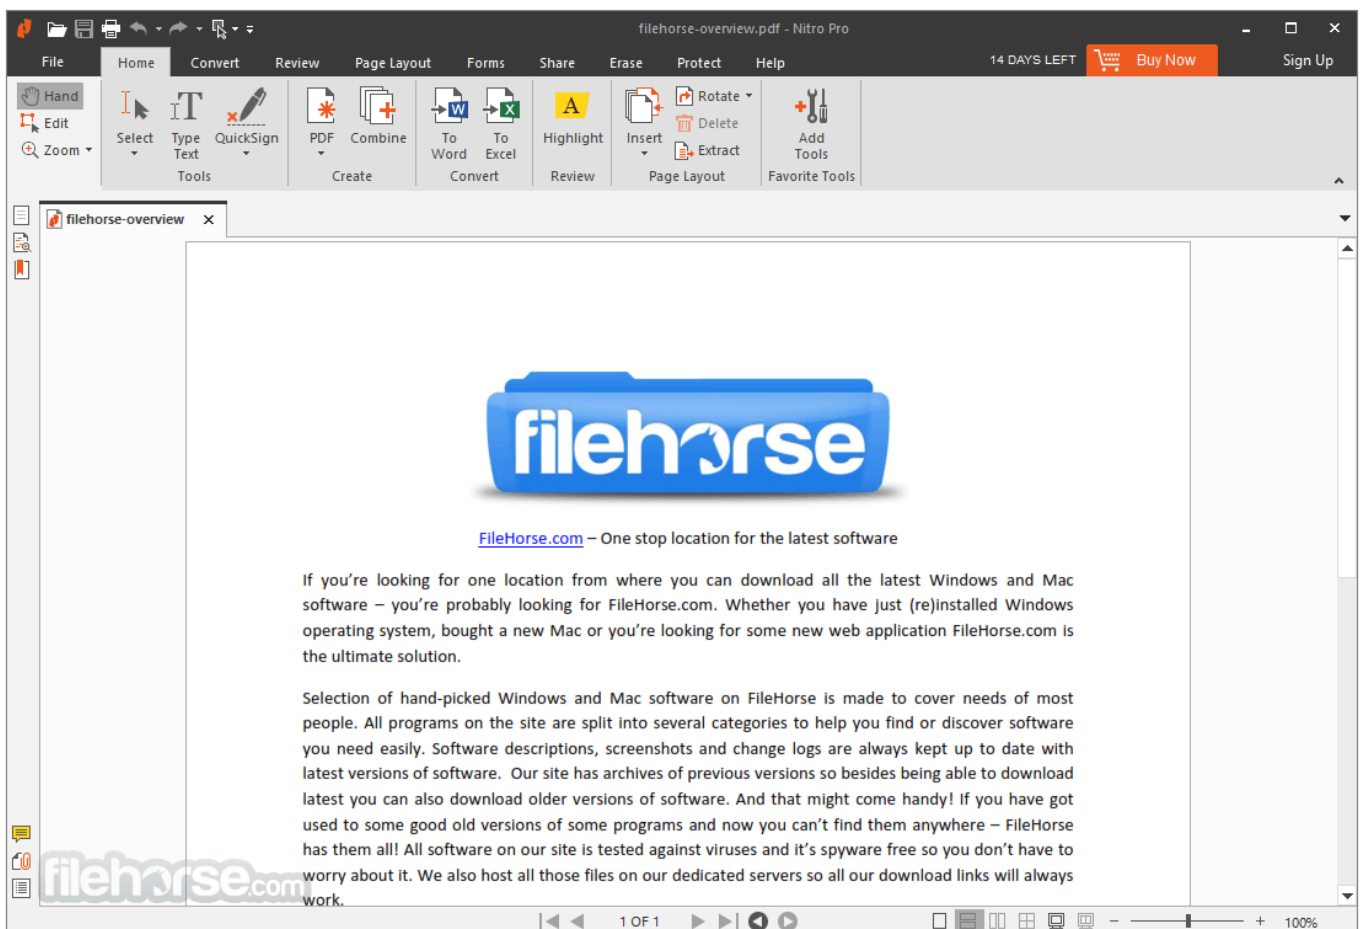 filehorse-overview.pdf - Nitro Pro
File Home Convert Review Page Layout Forms Share Erase Protect Help 14 DAYS LEFT Buy Now Sign Up
Hand
Edit
Zoom
Select
Type Text
QuickSign
Tools
PDF
Combine
Create
To Word
To Excel
Convert
A
Highlight
Review
Insert
Rotate
Delete
Extract
Page Layout
Add Tools
Favorite Tools
filehorse-overview
filehorse
FileHorse.com – One stop location for the latest software
If you’re looking for one location from where you can download all the latest Windows and Mac
software – you’re probably looking for FileHorse.com. Whether you have just (re)installed Windows
operating system, bought a new Mac or you’re looking for some new web application FileHorse.com is
the ultimate solution.
Selection of hand-picked Windows and Mac software on FileHorse is made to cover needs of most
people. All programs on the site are split into several categories to help you find or discover software
you need easily. Software descriptions, screenshots and change logs are always kept up to date with
latest versions of software.  Our site has archives of previous versions so besides being able to download
latest you can also download older versions of software. And that might come handy! If you have got
used to some good old versions of some programs and now you can’t find them anywhere – FileHorse
has them all! All software on our site is tested against viruses and it’s spyware free so you don’t have to
worry about it. We also host all those files on our dedicated servers so all our download links will always
work.
filehorse.com
1 OF 1
100%